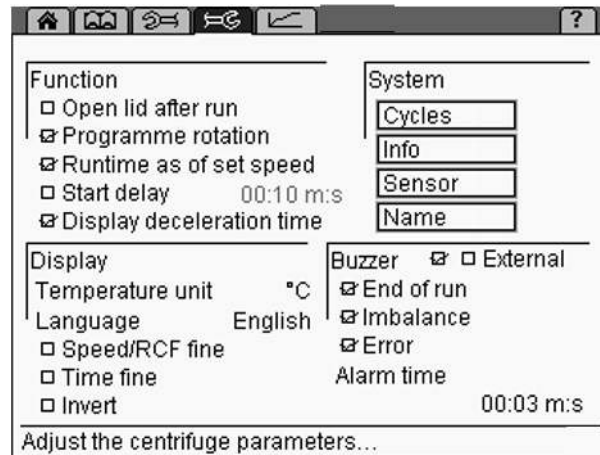 ?
Function
Open lid after run
Programme rotation
Runtime as of set speed
Start delay 00:10 m:s
Display deceleration time
System
Cycles
Info
Sensor
Name
Display
Temperature unit °C
Language English
Speed/RCF fine
Time fine
Invert
Buzzer External
End of run
Imbalance
Error
Alarm time
00:03 m:s
Adjust the centrifuge parameters...